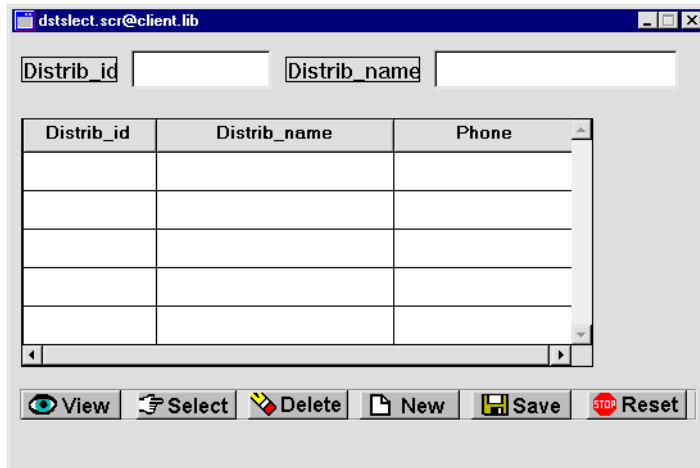 dstslect.scr@client.lib
Distrib_id Distrib_name
Distrib_id Distrib_name Phone
View Select Delete New Save STOP Reset